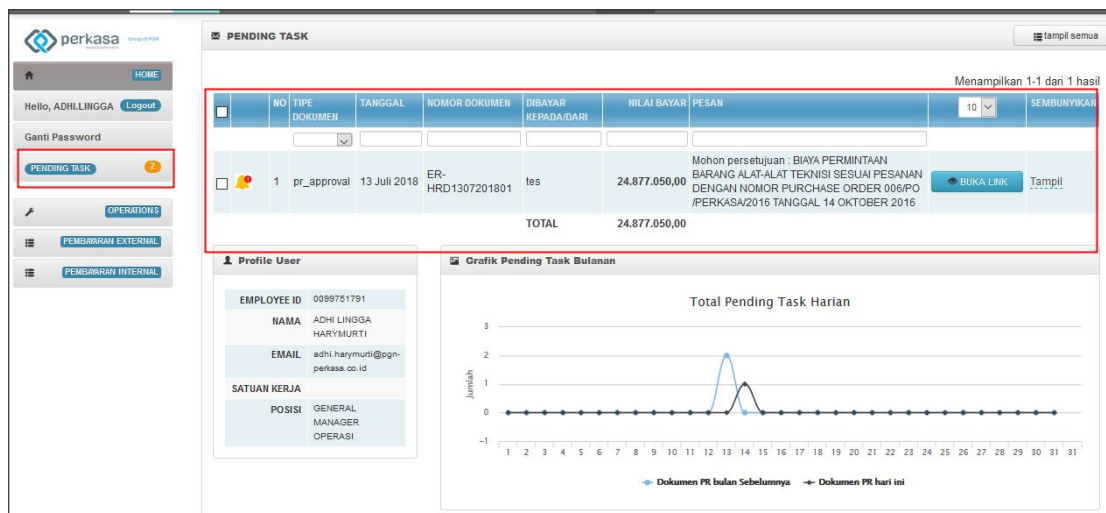 perkasa
HOME
Hello, ADHI.LINGGA Logout
Ganti Password
PENDING TASK 2
OPERATIONS
PEMBAYARAN EXTERNAL
PEMBAYARAN INTERNAL
PENDING TASK
tampil semua
Menampilkan 1-1 dari 1 hasil
NO TIPE DOKUMEN TANGGAL NOMOR DOKUMEN DIBAYAR KEPADA/DARI NILAI BAYAR PESAN 10 SEMBUNYIKAN
1 pr_approval 13 Juli 2018 ER-HRD1307201801 tes 24.877.050,00
Mohon persetujuan : BIAYA PERMINTAAN
BARANG ALAT-ALAT TEKNISI SESUAI PESANAN
DENGAN NOMOR PURCHASE ORDER 006/PO
/PERKASA/2016 TANGGAL 14 OKTOBER 2016
BUKA LINK Tampil
TOTAL 24.877.050,00
Profile User
EMPLOYEE ID 0099751791
NAMA ADHI LINGGA
HARYMURTI
EMAIL adhi.harymurti@pgn-
perkasa.co.id
SATUAN KERJA
POSISI GENERAL
MANAGER
OPERASI
Grafik Pending Task Bulanan
Total Pending Task Harian
Jumlah
3
2
1
0
-1
1 2 3 4 5 6 7 8 9 10 11 12 13 14 15 16 17 18 19 20 21 22 23 24 25 26 27 28 29 30 31 31
Dokumen PR bulan Sebelumnya Dokumen PR hari ini